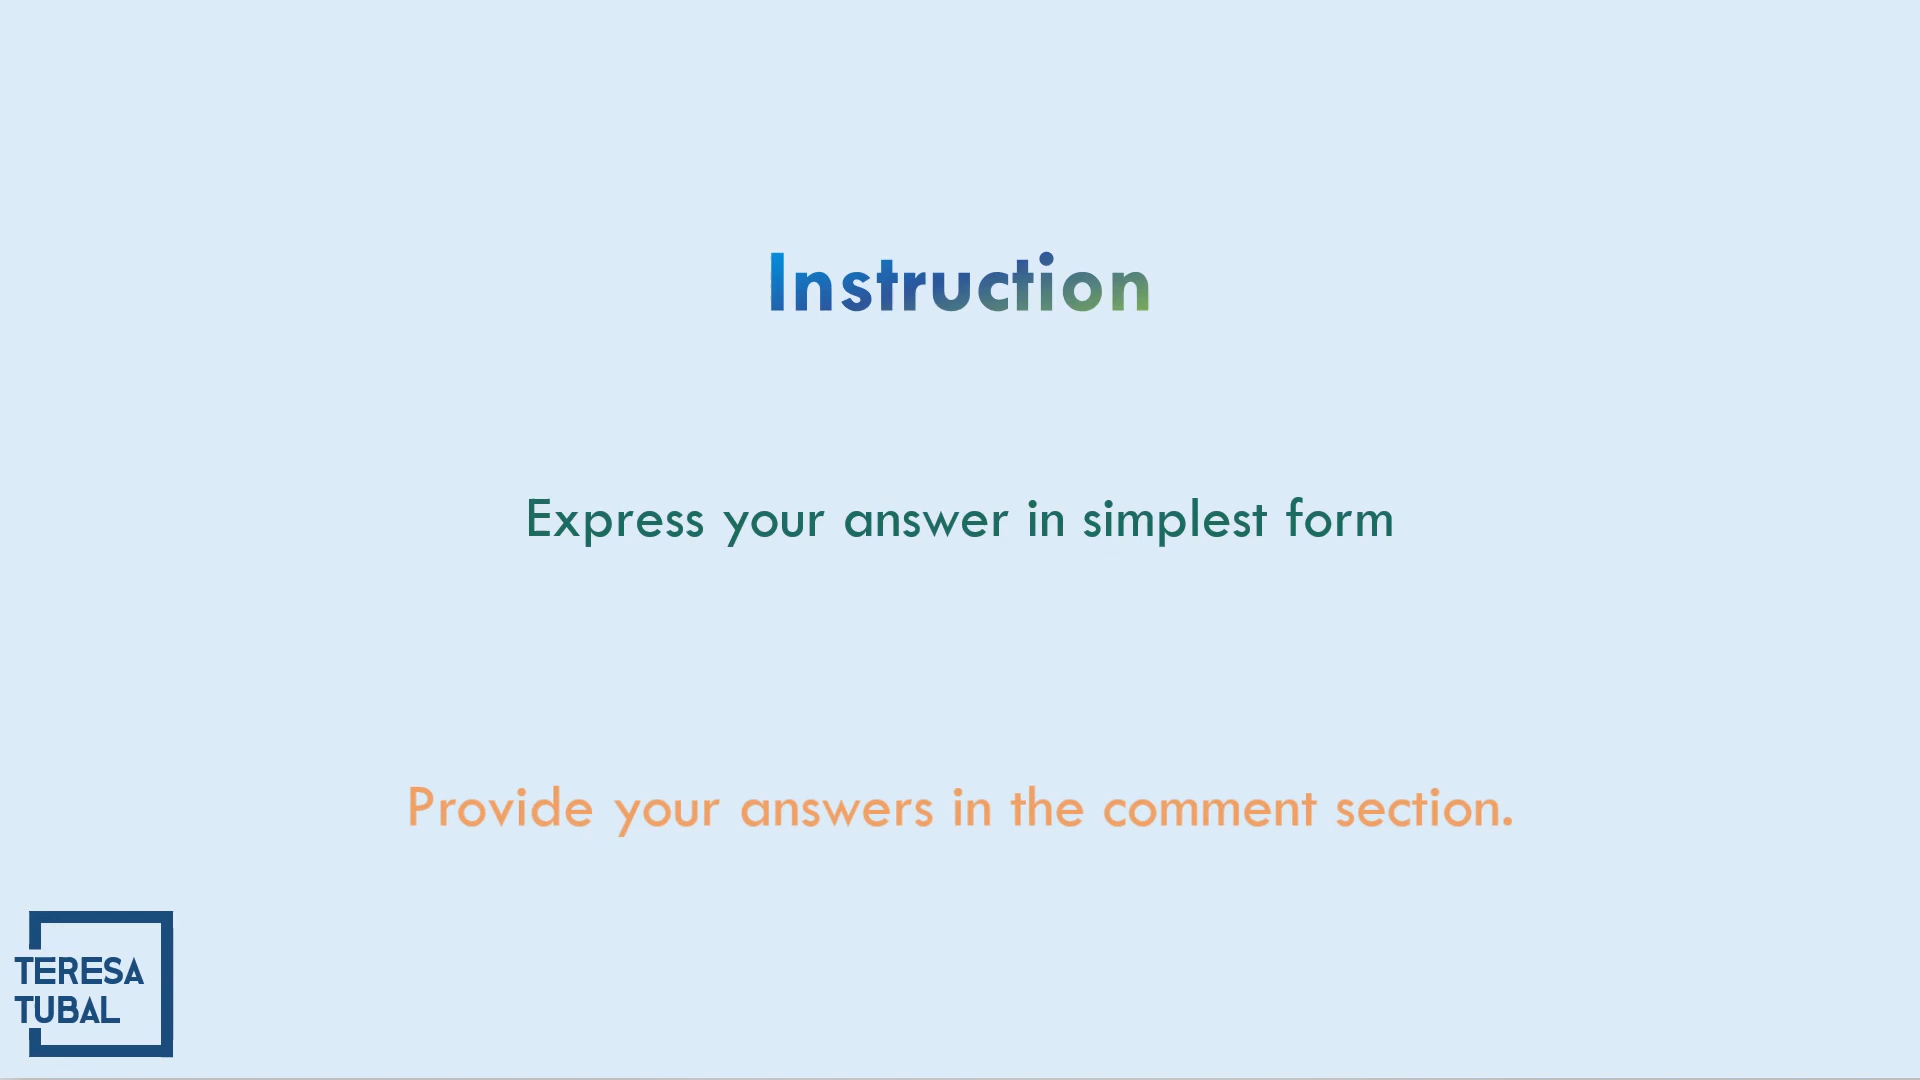 Instruction
Express your answer in simplest form
Provide your answers in the comment section.
TERESA
TUBAL